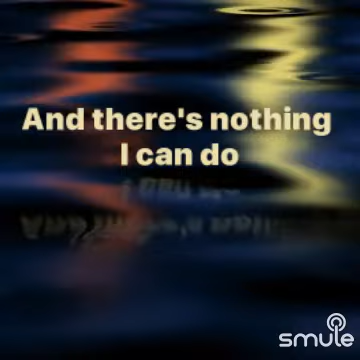 And there's nothing
I can do
smule